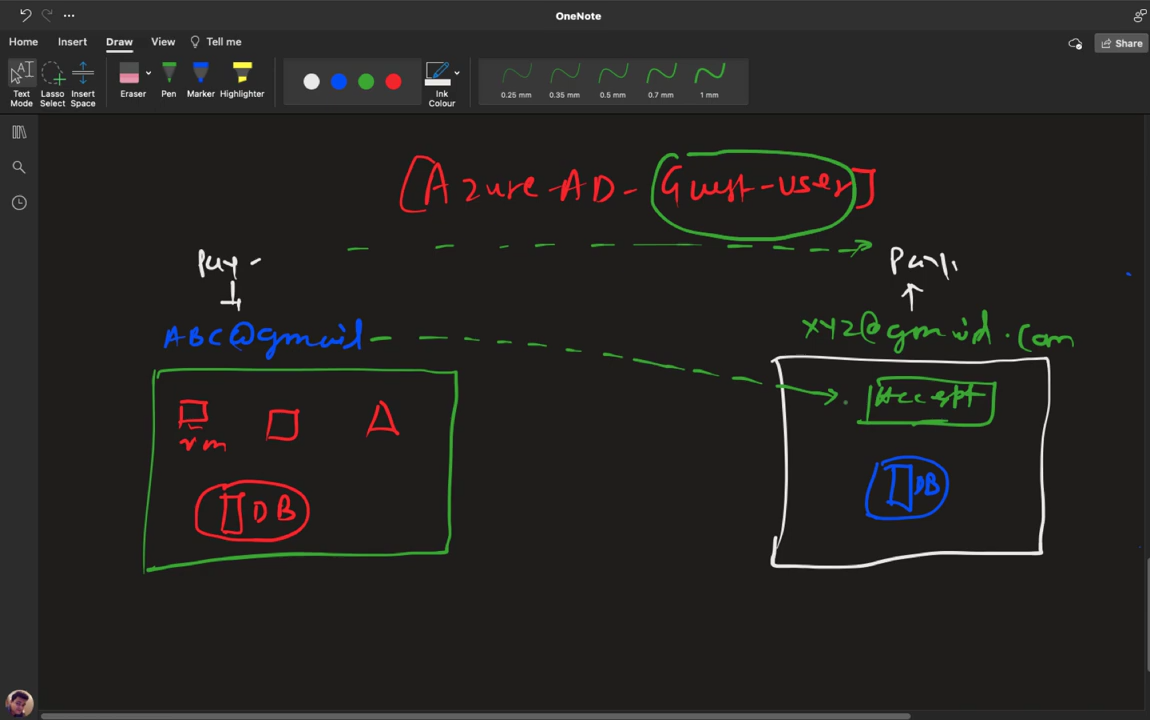 OneNote
Home Insert Draw View Tell me
Share
Text Mode
Lasso Select
Insert Space
Eraser
Pen
Marker
Highlighter
Ink Colour
0.25 mm 0.35 mm 0.5 mm 0.7 mm 1 mm
[Azure AD - Guest-user]
ABC@gmail
XYZ@gmail.com
Accept
vm
DB
DB